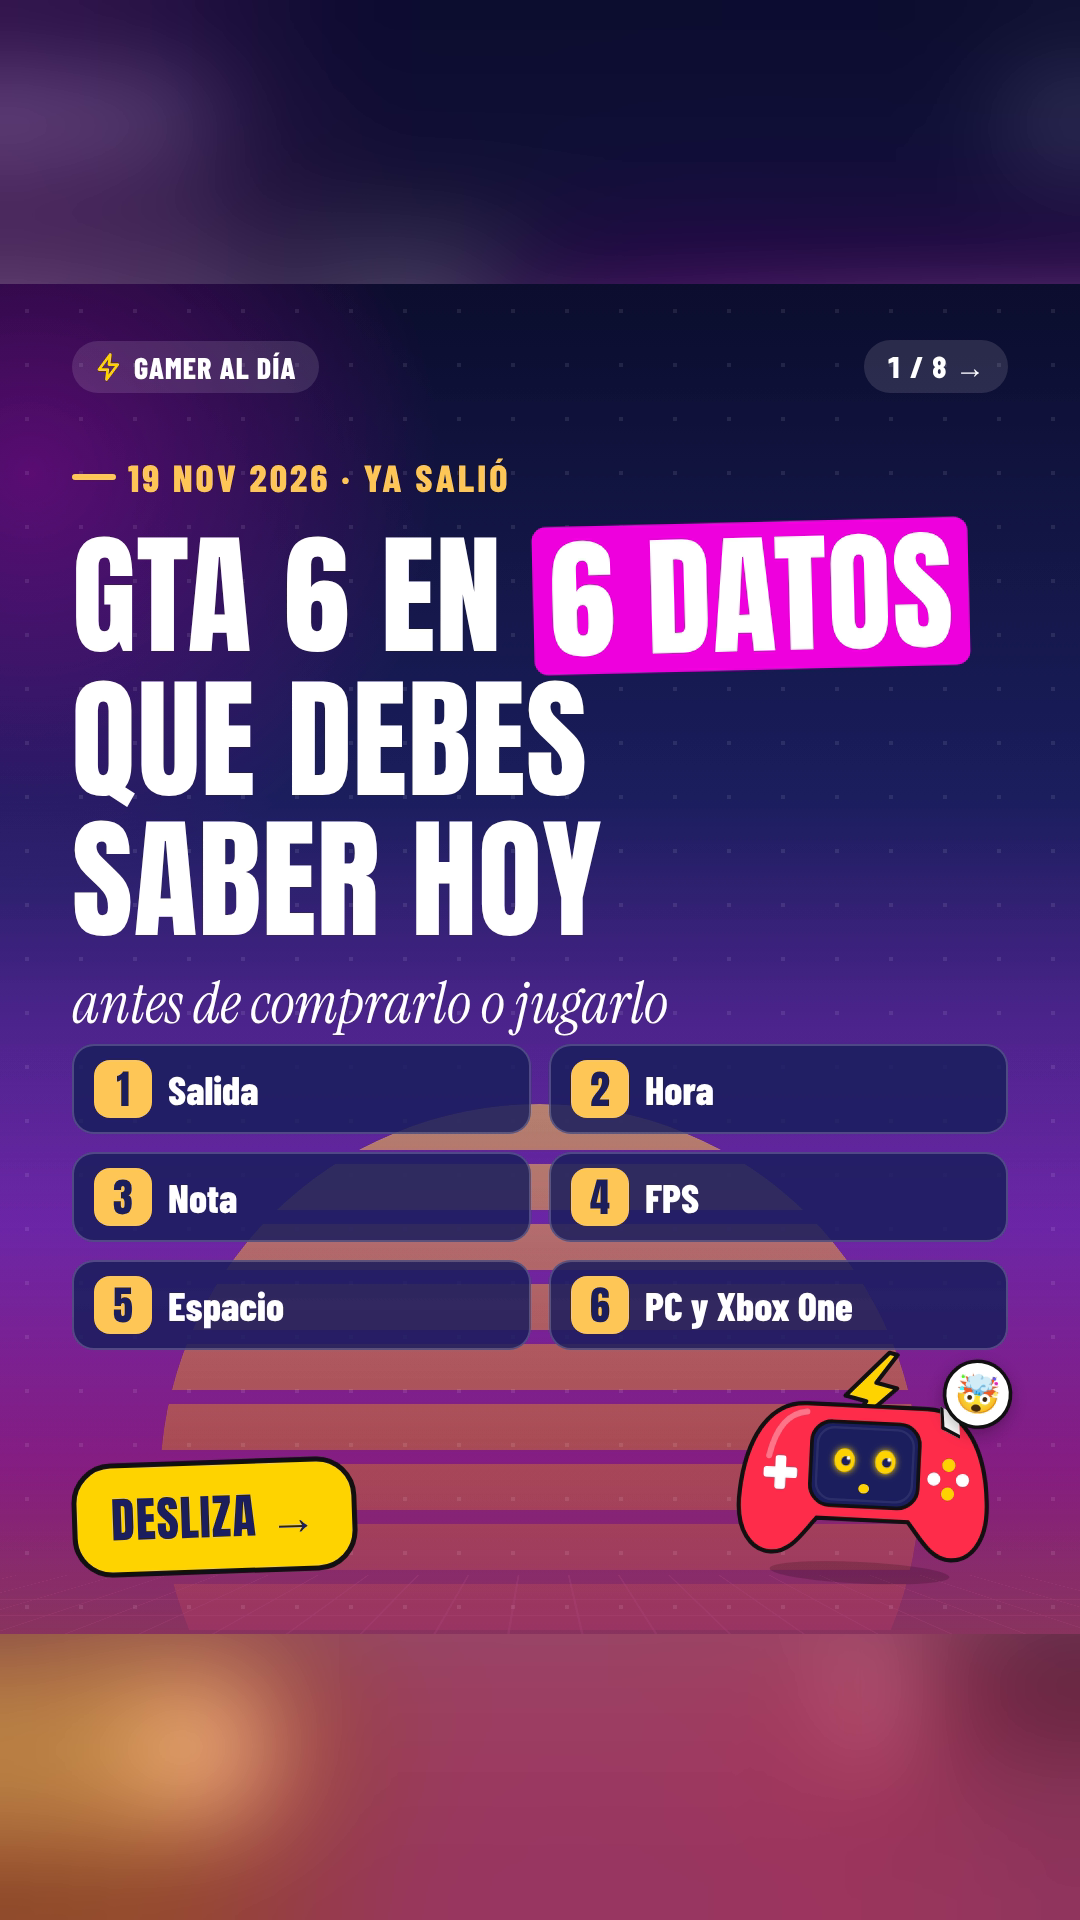 GAMER AL DÍA
1 / 8 →
19 NOV 2026 · YA SALIÓ
GTA 6 EN 6 DATOS
QUE DEBES
SABER HOY
antes de comprarlo o jugarlo
1 Salida
2 Hora
3 Nota
4 FPS
5 Espacio
6 PC y Xbox One
DESLIZA →